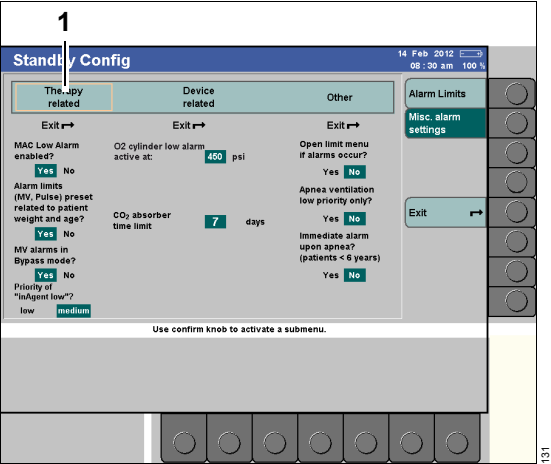 1
Standby Config
14 Feb 2012
08:30 am 100 %
Therapy
related
Device
related
Other
Exit
Exit
Exit
MAC Low Alarm
enabled?
Yes No
Alarm limits
(MV, Pulse) preset
related to patient
weight and age?
Yes No
MV alarms in
Bypass mode?
Yes No
Priority of
"inAgent low"?
low medium
O2 cylinder low alarm
active at: 450 psi
CO2 absorber
time limit 7 days
Open limit menu
if alarms occur?
Yes No
Apnea ventilation
low priority only?
Yes No
Immediate alarm
upon apnea?
(patients < 6 years)
Yes No
Alarm Limits
Misc. alarm
settings
Exit
Use confirm knob to activate a submenu.
131